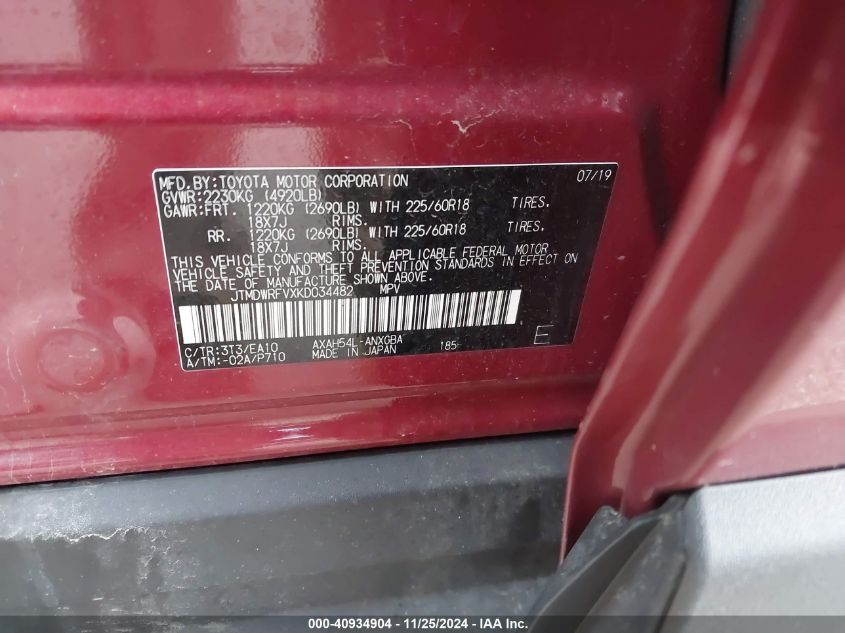 MFD.BY:TOYOTA MOTOR CORPORATION 07/19
GVWR:2230KG (4920LB)
GAWR:FRT. 1220KG (2690LB) WITH 225/60R18 TIRES.
18X7J RIMS.
RR. 1220KG (2690LB) WITH 225/60R18 TIRES.
18X7J RIMS.
THIS VEHICLE CONFORMS TO ALL APPLICABLE FEDERAL MOTOR
VEHICLE SAFETY AND THEFT PREVENTION STANDARDS IN EFFECT ON
THE DATE OF MANUFACTURE SHOWN ABOVE.
JTMDWRFVXKD034482 MPV
C/TR:3T3/EA10 AXAH54L-ANXGBA 185-
A/TM:-02A/P710 MADE IN JAPAN E
000-40934904 - 11/25/2024 - IAA Inc.